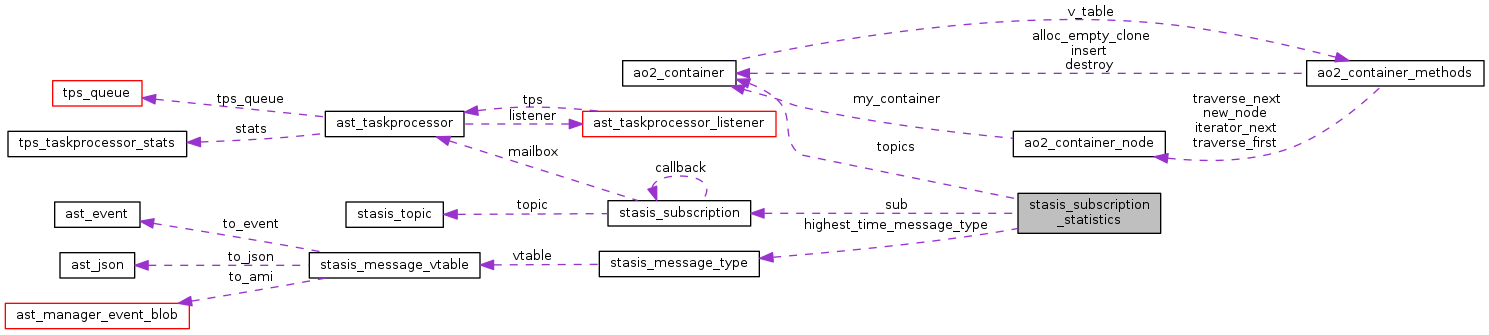 v_table
alloc_empty_clone
insert
destroy
ao2_container
ao2_container_methods
tps_queue
tps_queue
my_container
traverse_next
new_node
iterator_next
traverse_first
tps
listener
ast_taskprocessor
ast_taskprocessor_listener
stats
tps_taskprocessor_stats
ao2_container_node
topics
mailbox
callback
stasis_subscription
_statistics
sub
stasis_subscription
topic
stasis_topic
ast_event
to_event
highest_time_message_type
to_json
ast_json
stasis_message_vtable
vtable
stasis_message_type
to_ami
ast_manager_event_blob